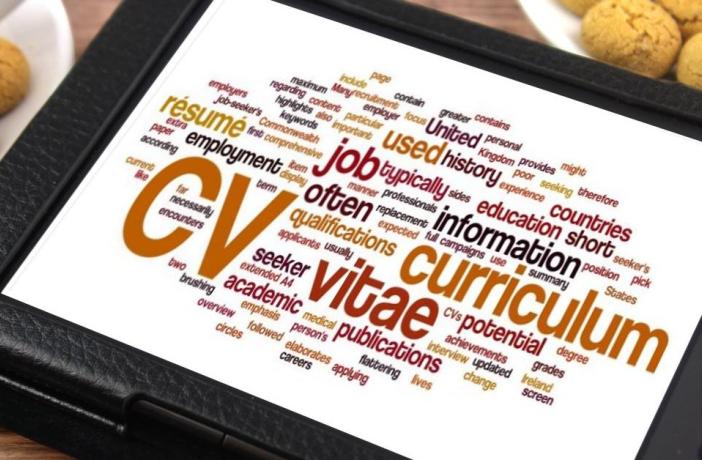 page
include
maximum
Many recruitment
contain
employers
regarding
content
employer
focus
greater
contains
job-seeker's
highlights
also
particular
United
personal
résumé
keywords
important
used
history
Kingdom
provides
might
extra
first
Commonwealth
poor
seeking
therefore
paper
employment
comprehensive
job
typically
sides
experience
according
item
display
manner
professionals
education
countries
current
like
term
often
replacement
information
short
seeker's
CV
far
necessarily
encounters
qualifications
expected
full
campaigns
use
summary
position
pick
applicants
usually
curriculum
States
two
seeker
vitae
brushing
extended
A4
academic
CVs
potential
overview
emphasis
medical
achievements
degree
circles
person's
publications
interview
updated
grades
followed
elaborates
flattering
change
Ireland
careers
applying
lives
screen